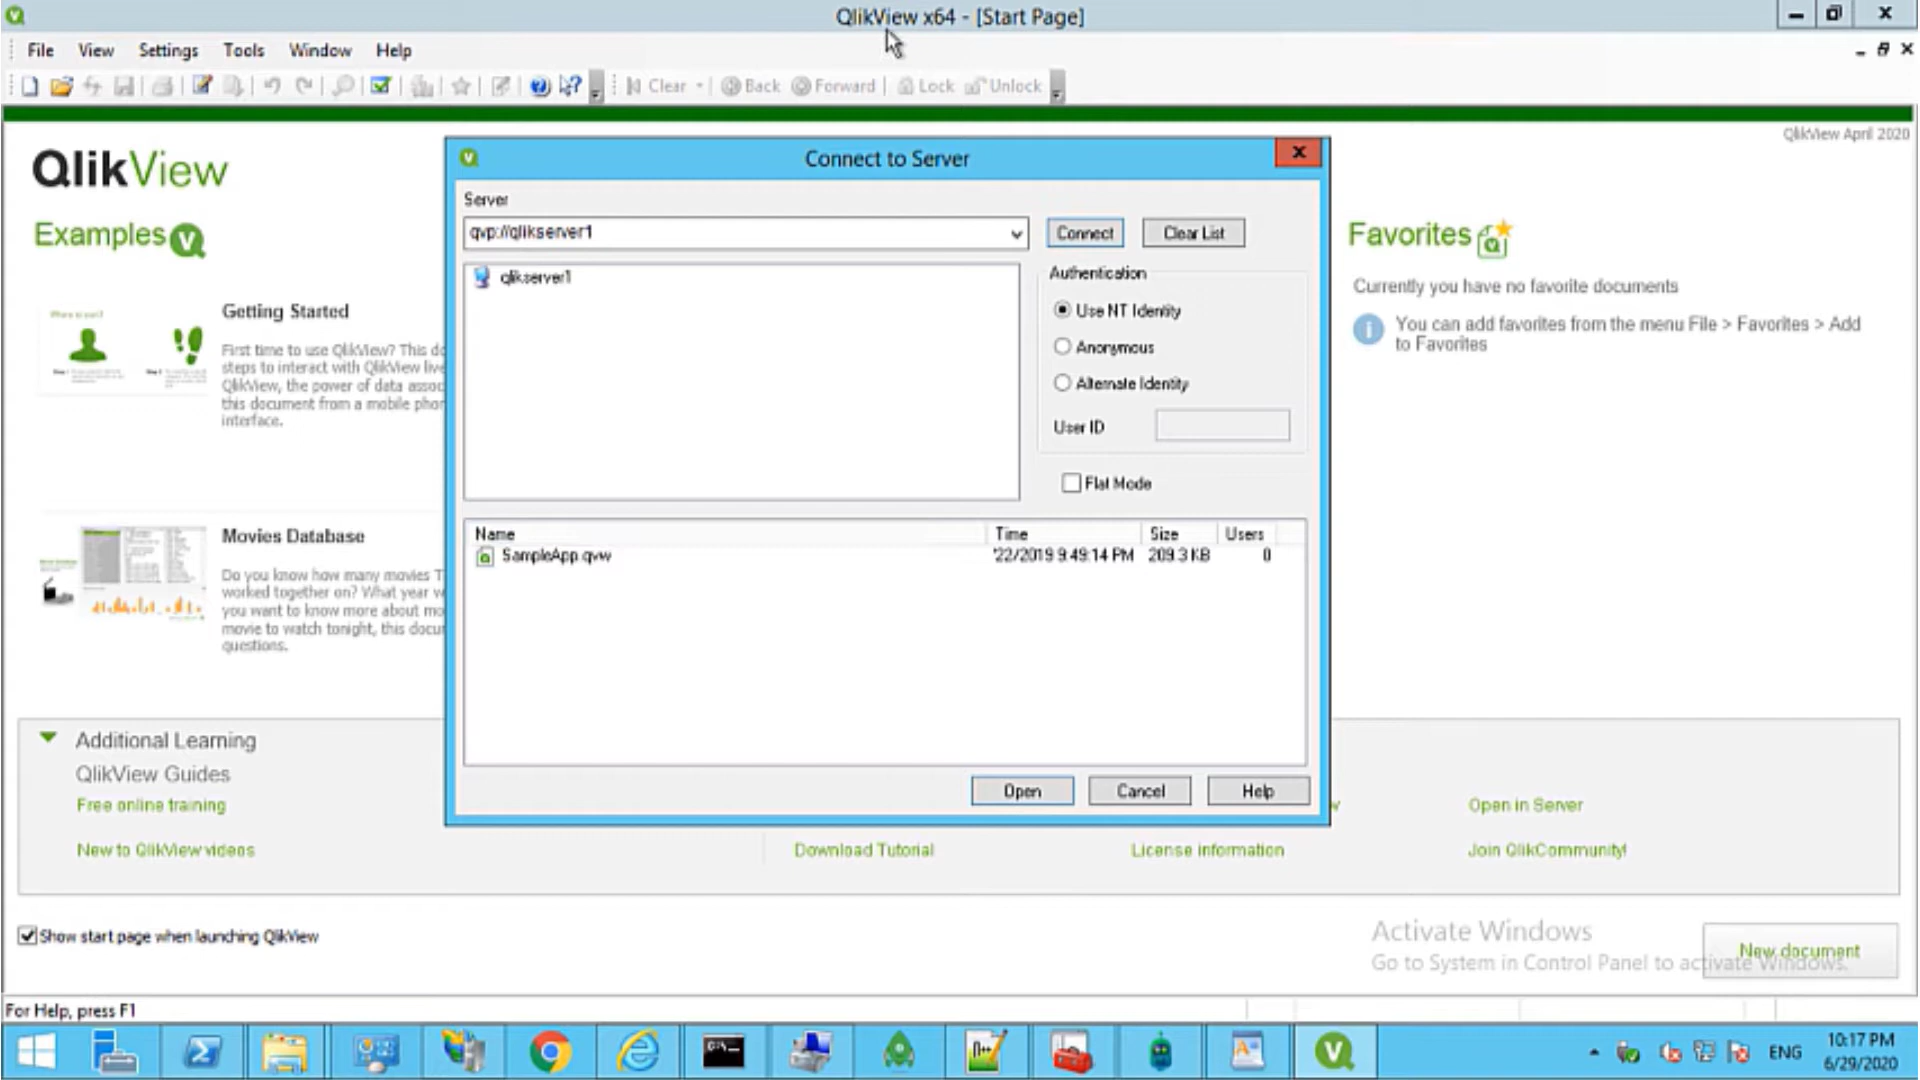 QlikView x64 - [Start Page]
File View Settings Tools Window Help
Clear Back Forward Lock Unlock
QlikView April 2020
QlikView
Examples
Getting Started
First time to use QlikView? This do
steps to interact with QlikView live
QlikView, the power of data assoc
this document from a mobile phon
interface.
Movies Database
Do you know how many movies T
worked together on? What year w
you want to know more about mo
movie to watch tonight, this docu
questions.
Connect to Server
Server
qvp://qlikserver1
Connect
Clear List
qlikserver1
Authentication
Use NT Identity
Anonymous
Alternate Identity
User ID
Flat Mode
Name Time Size Users
SampleApp.qvw '22/2019 9:49:14 PM 209.3 KB 0
Open Cancel Help
Favorites
Currently you have no favorite documents
You can add favorites from the menu File > Favorites > Add
to Favorites
Additional Learning
QlikView Guides
Free online training
Open in Server
New to QlikView videos
Download Tutorial
License information
Join QlikCommunity!
Show start page when launching QlikView
Activate Windows
Go to System in Control Panel to activate Windows.
New document
For Help, press F1
ENG
10:17 PM
6/29/2020